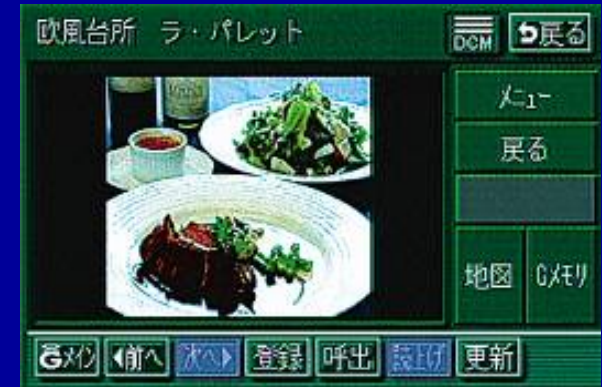 欧風台所 ラ・パレット
DCM
戻る
メニュー
戻る
地図
Gメモリ
Gメイン
前へ
次へ
登録
呼出
読上げ
更新